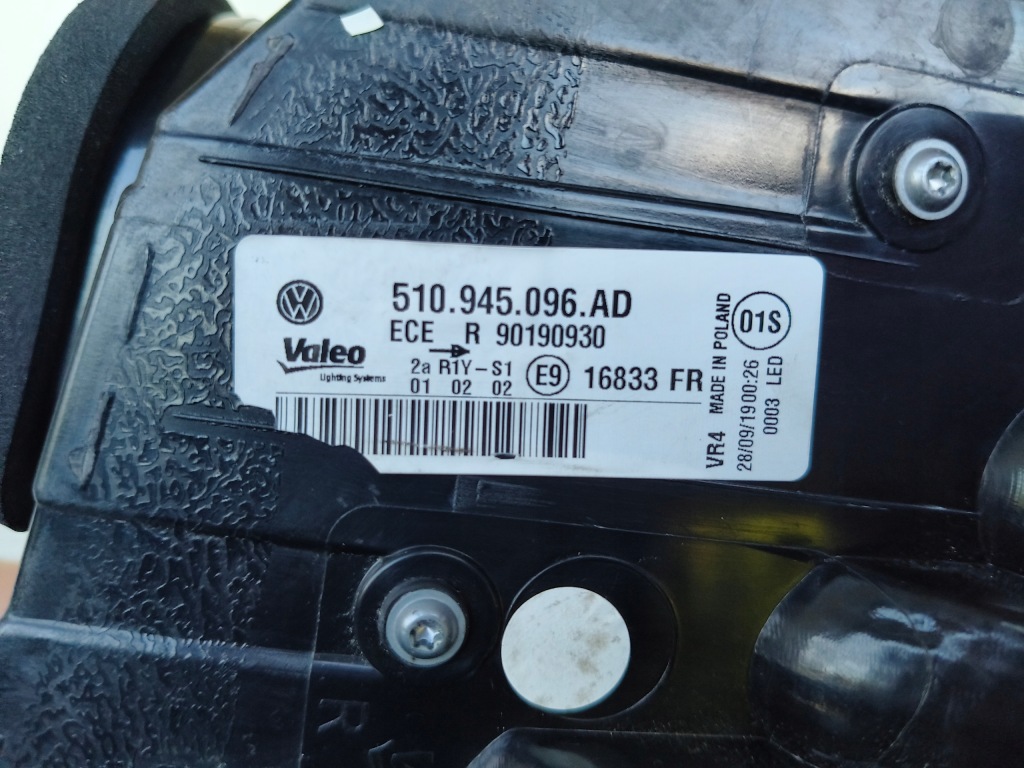 510.945.096.AD
ECE R 90190930
Valeo
Lighting Systems
2a R1Y-S1
01 02 02
E9 16833 FR
VR4 MADE IN POLAND
28/09/19 00:26
0003 LED
01S
R